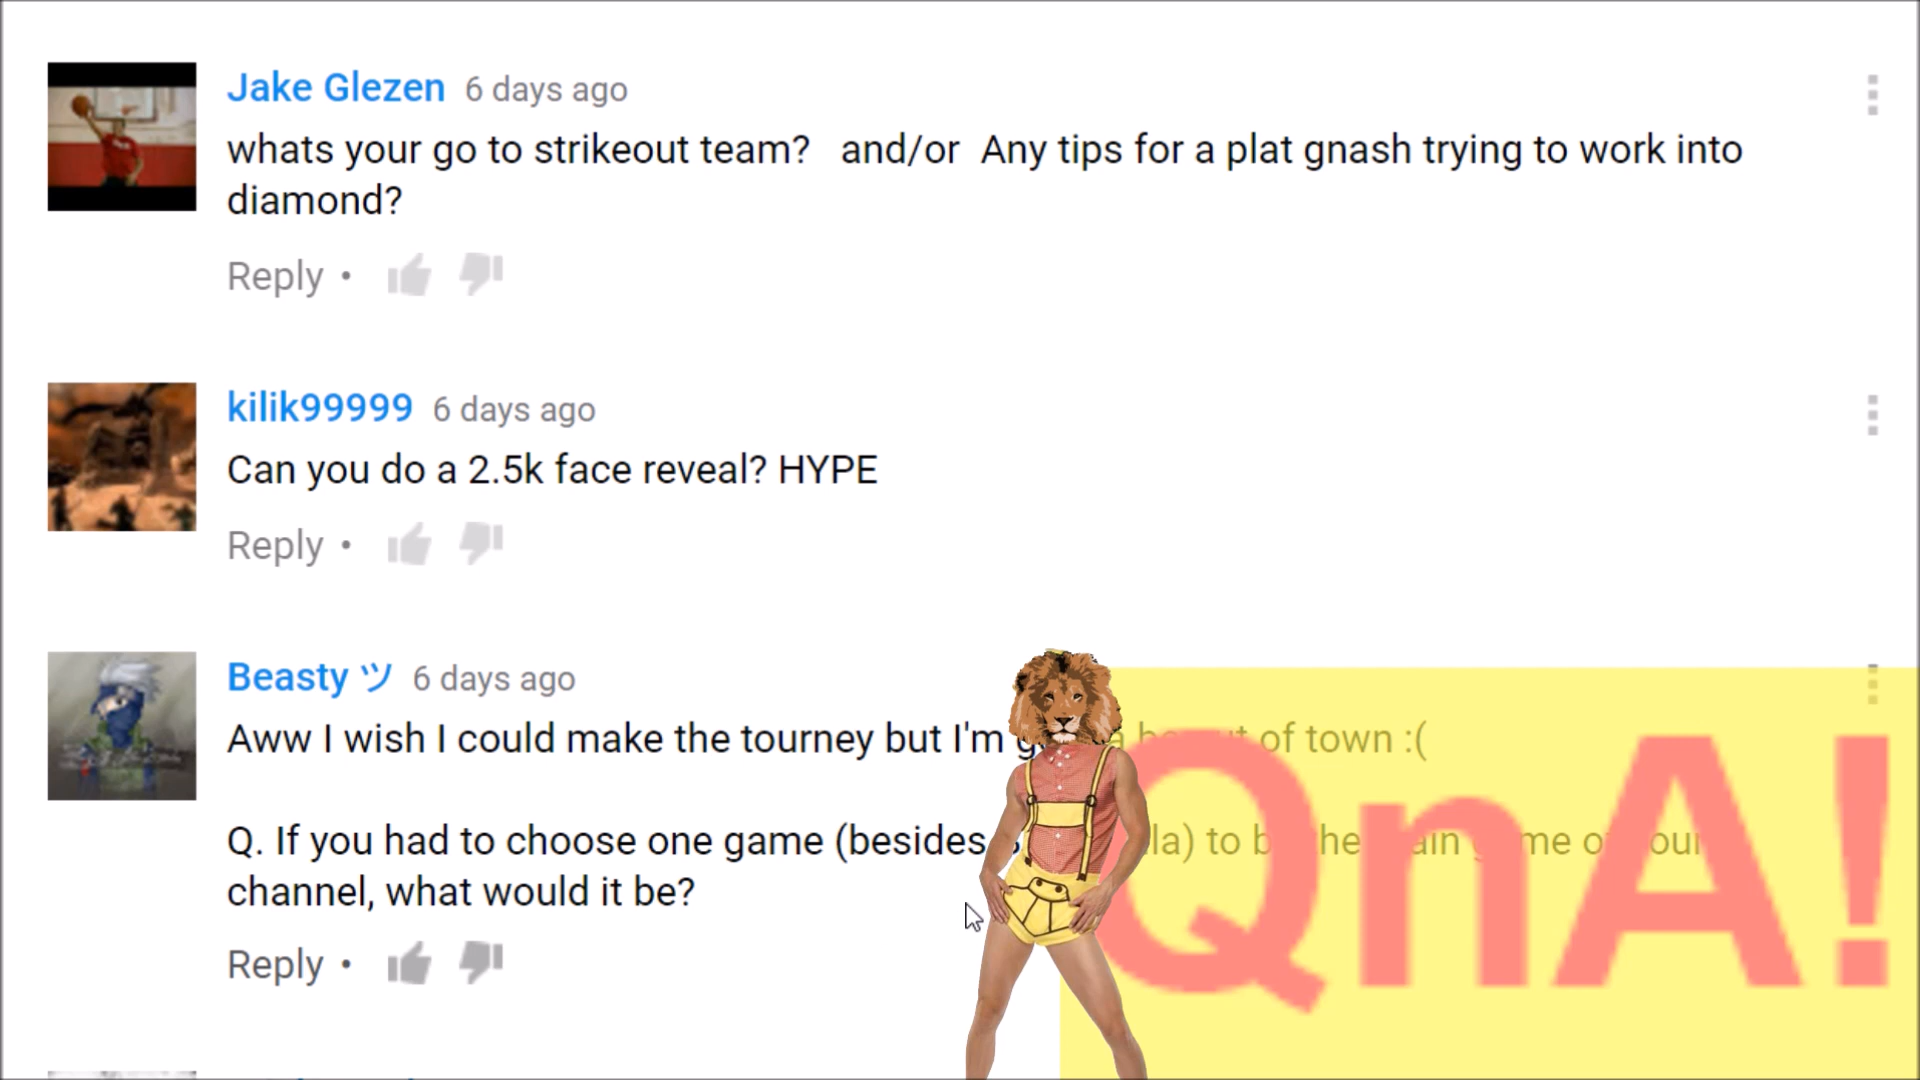 Jake Glezen 6 days ago
whats your go to strikeout team? and/or Any tips for a plat gnash trying to work into
diamond?
Reply •
kilik99999 6 days ago
Can you do a 2.5k face reveal? HYPE
Reply •
Beasty ツ 6 days ago
Aww I wish I could make the tourney but I'm of town :(
Q. If you had to choose one game (besides to
channel, what would it be?
Reply •
QnA!